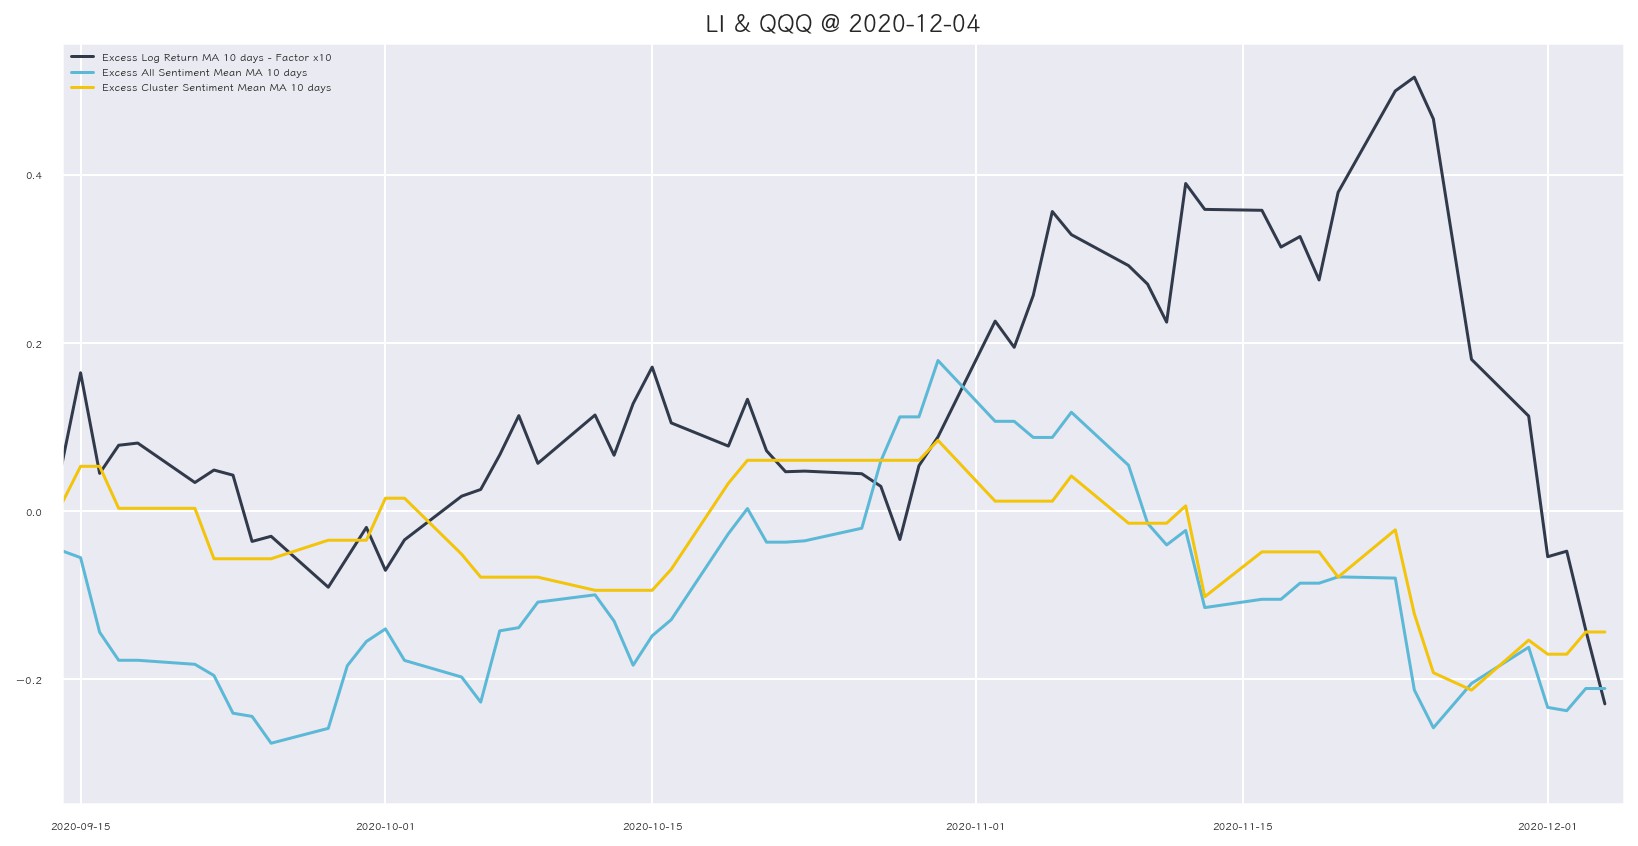 LI & QQQ @ 2020-12-04
Excess Log Return MA 10 days - Factor x10
Excess All Sentiment Mean MA 10 days
Excess Cluster Sentiment Mean MA 10 days
0.4
0.2
0.0
−0.2
2020-09-15 2020-10-01 2020-10-15 2020-11-01 2020-11-15 2020-12-01